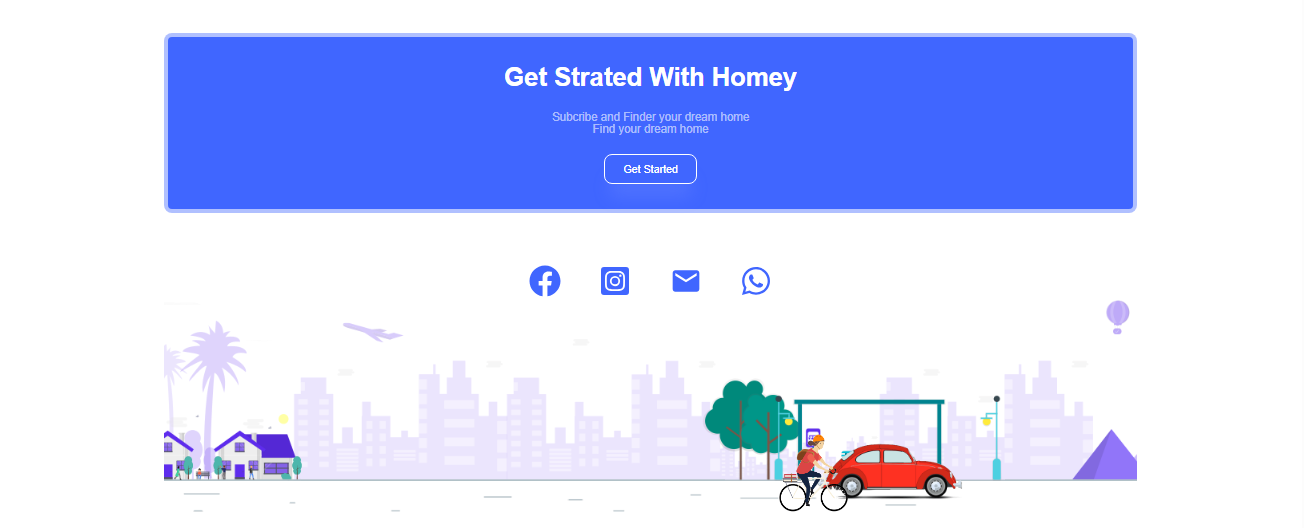 Get Strated With Homey
Subcribe and Finder your dream home
Find your dream home
Get Started